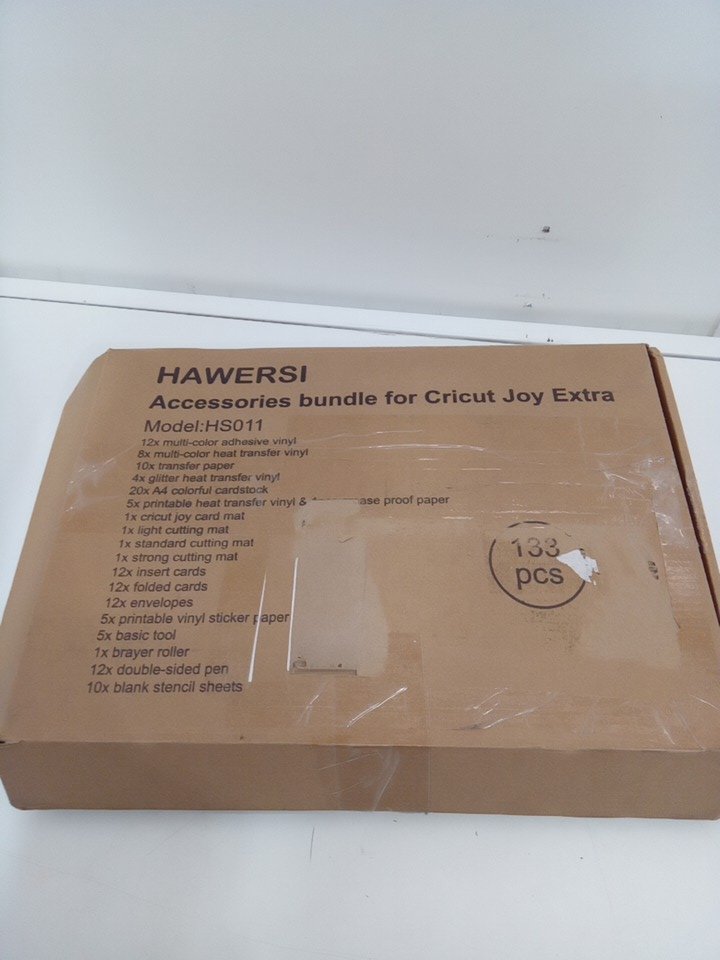 HAWERSI
Accessories bundle for Cricut Joy Extra
Model:HS011
12x multi-color adhesive vinyl
8x multi-color heat transfer vinyl
10x transfer paper
4x glitter heat transfer vinyl
20x A4 colorful cardstock
5x printable heat transfer vinyl & proof paper
1x cricut joy card mat
1x light cutting mat
1x standard cutting mat
1x strong cutting mat
12x insert cards
12x folded cards
12x envelopes
5x printable vinyl sticker paper
5x basic tool
1x brayer roller
12x double-sided pen
10x blank stencil sheets
133
pcs